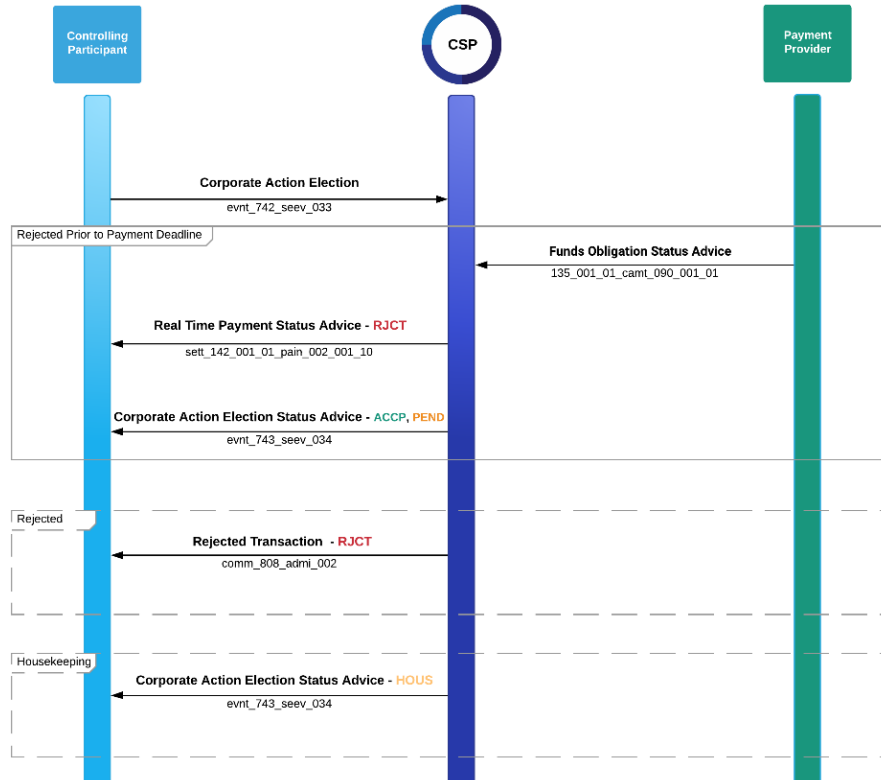 Controlling
Participant
CSP
Payment
Provider
Corporate Action Election
evnt_742_seev_033
Rejected Prior to Payment Deadline
Funds Obligation Status Advice
135_001_01_camt_090_001_01
Real Time Payment Status Advice - RJCT
sett_142_001_01_pain_002_001_10
Corporate Action Election Status Advice - ACCP, PEND
evnt_743_seev_034
Rejected
Rejected Transaction - RJCT
comm_808_admi_002
Housekeeping
Corporate Action Election Status Advice - HOUS
evnt_743_seev_034